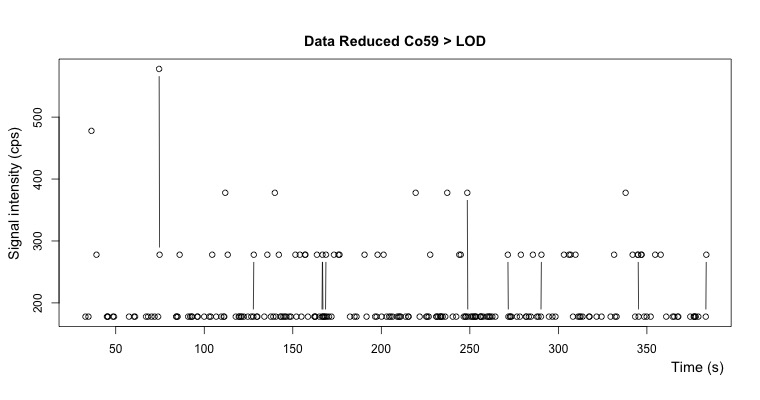 Data Reduced Co59 > LOD
Signal intensity (cps)
500
400
300
200
50 100 150 200 250 300 350
Time (s)